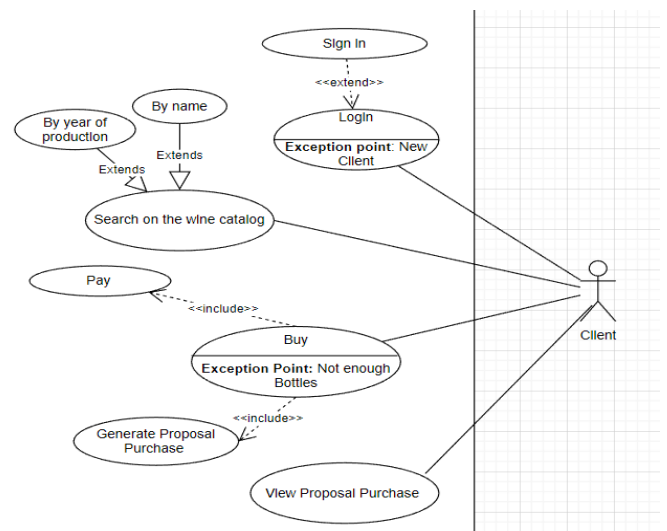 SIgn In
<<extend>>
LogIn
Exception point: New
Client
By name
By year of
production
Extends
Extends
Search on the wIne catalog
Pay
<<include>>
Buy
Exception Point: Not enough
Bottles
<<include>>
Generate Proposal
Purchase
View Proposal Purchase
Client